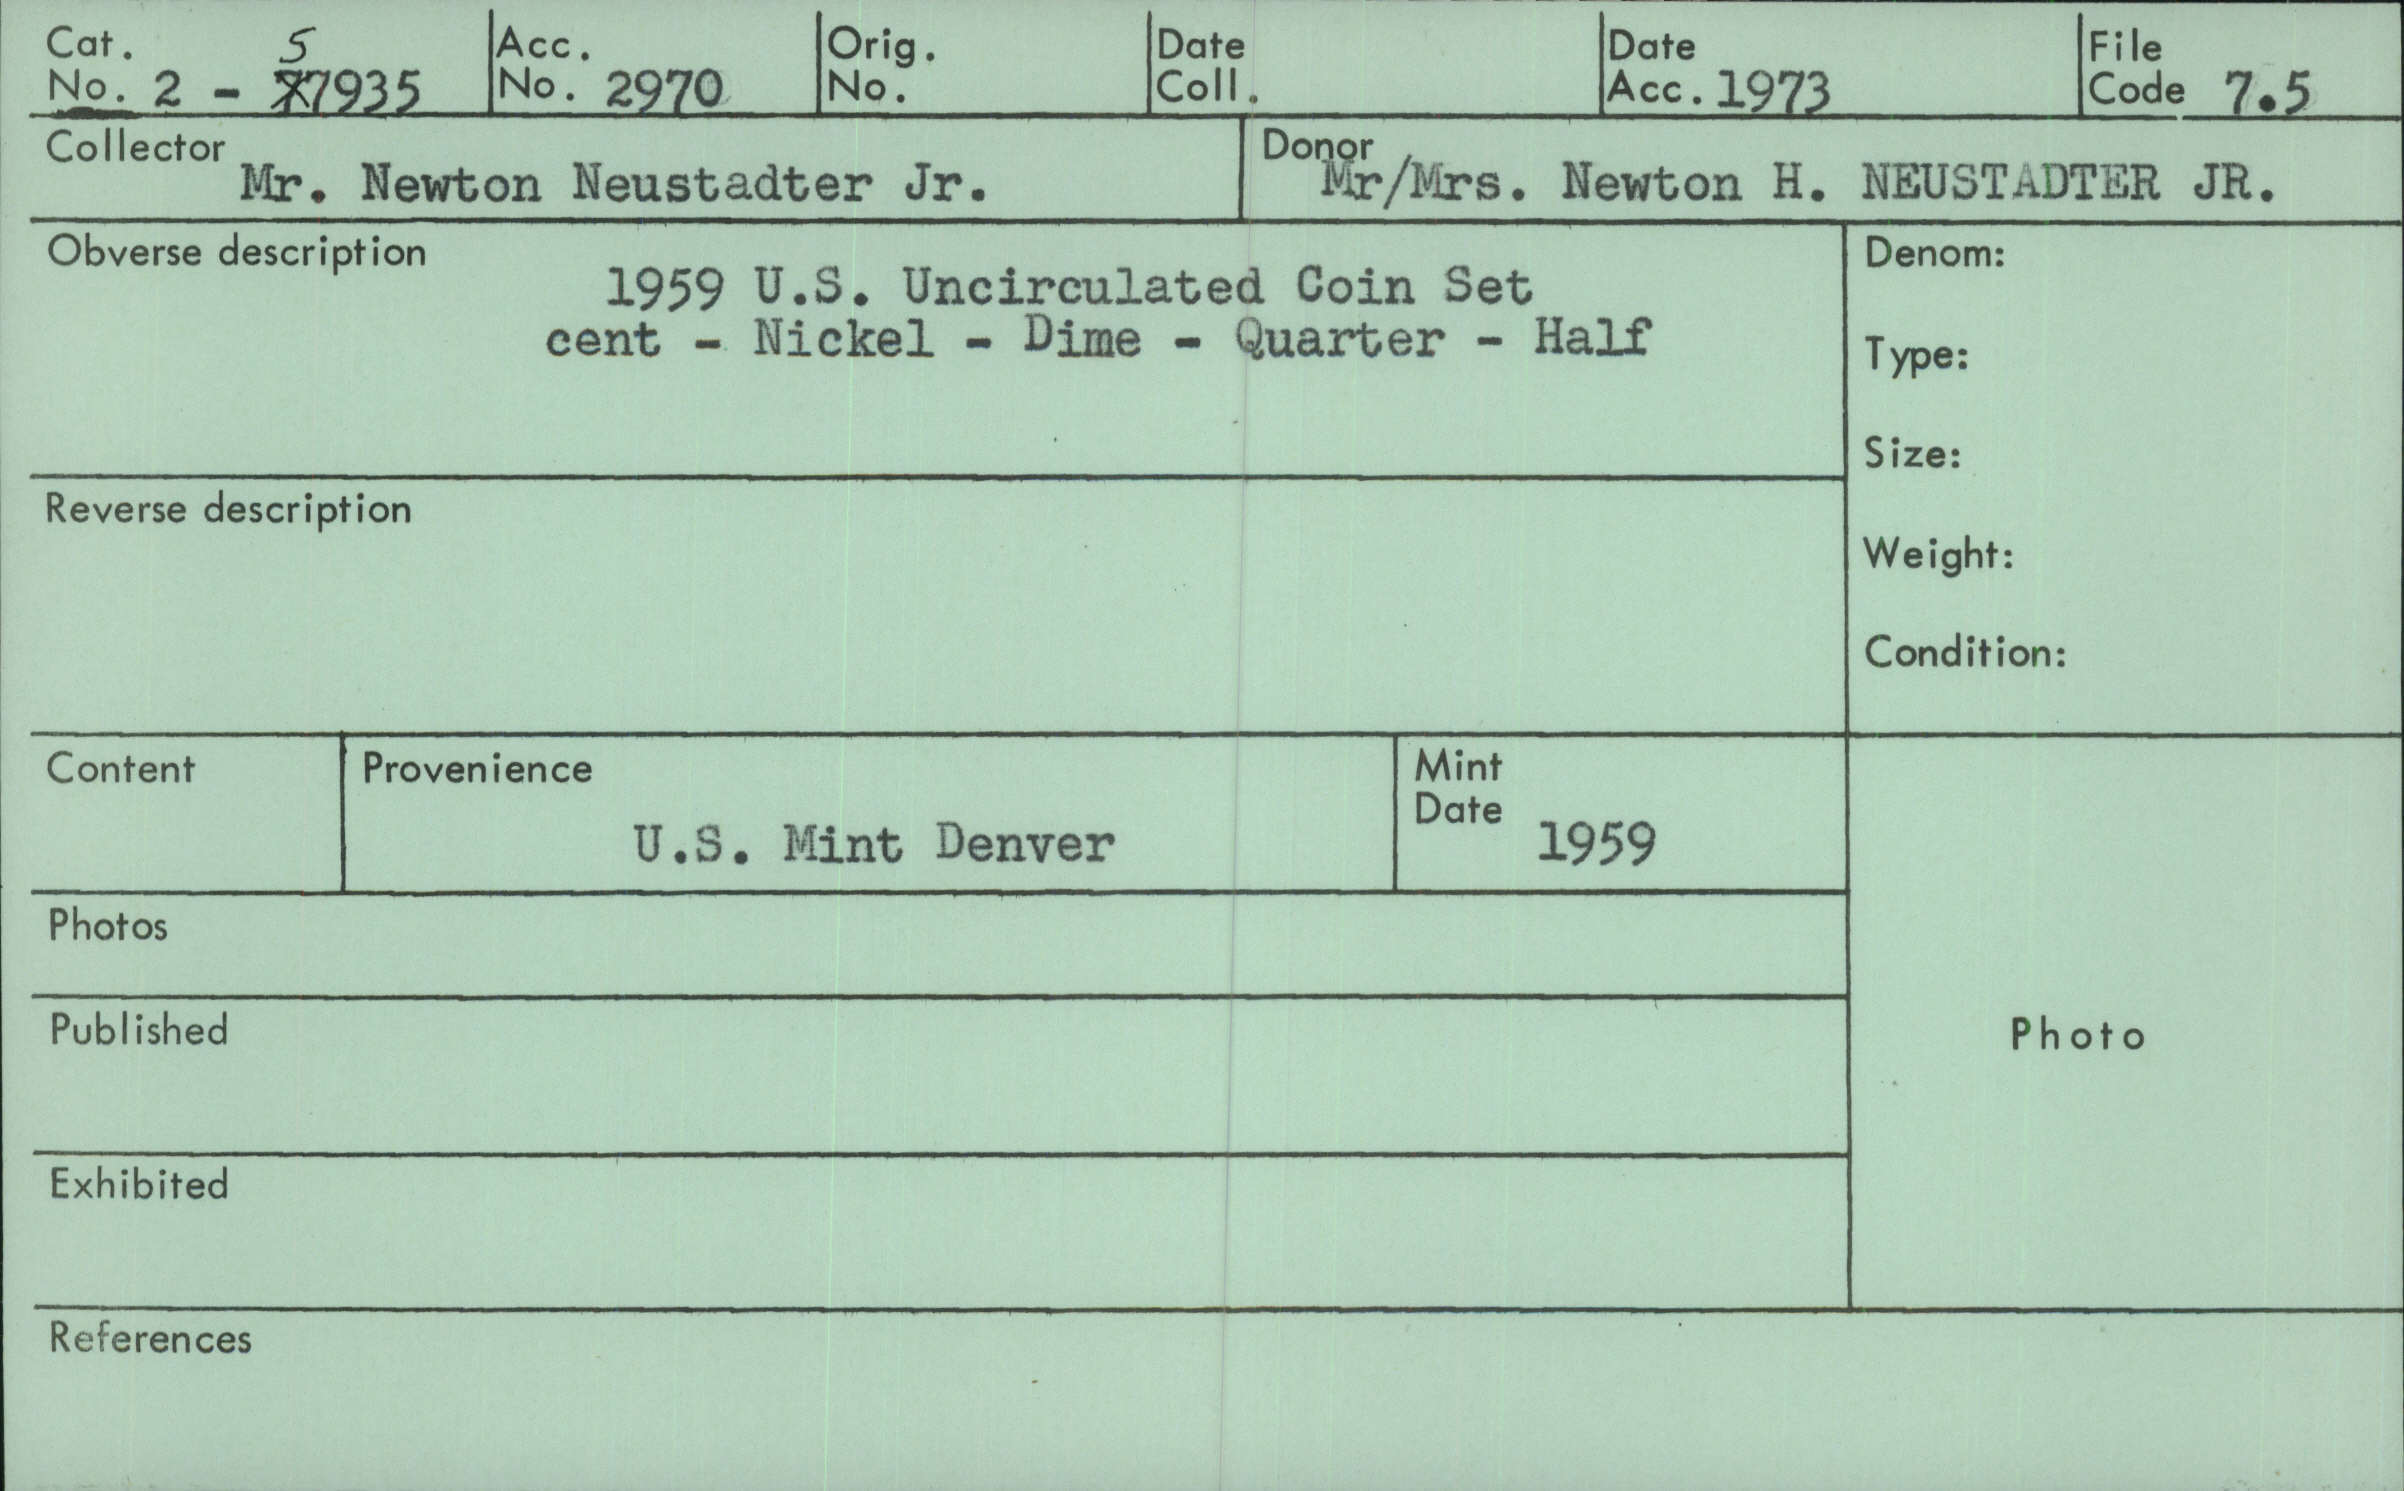 Cat. No. 2 - 57935
Acc. No. 2970
Orig. No.
Date Coll.
Date Acc. 1973
File Code 7.5
Collector
Mr. Newton Neustadter Jr.
Donor
Mr/Mrs. Newton H. NEUSTADTER JR.
Obverse description
1959 U.S. Uncirculated Coin Set
cent - Nickel - Dime - Quarter - Half
Denom:
Type:
Size:
Weight:
Condition:
Reverse description
Content
Provenience
U.S. Mint Denver
Mint Date 1959
Photos
Published
Photo
Exhibited
References